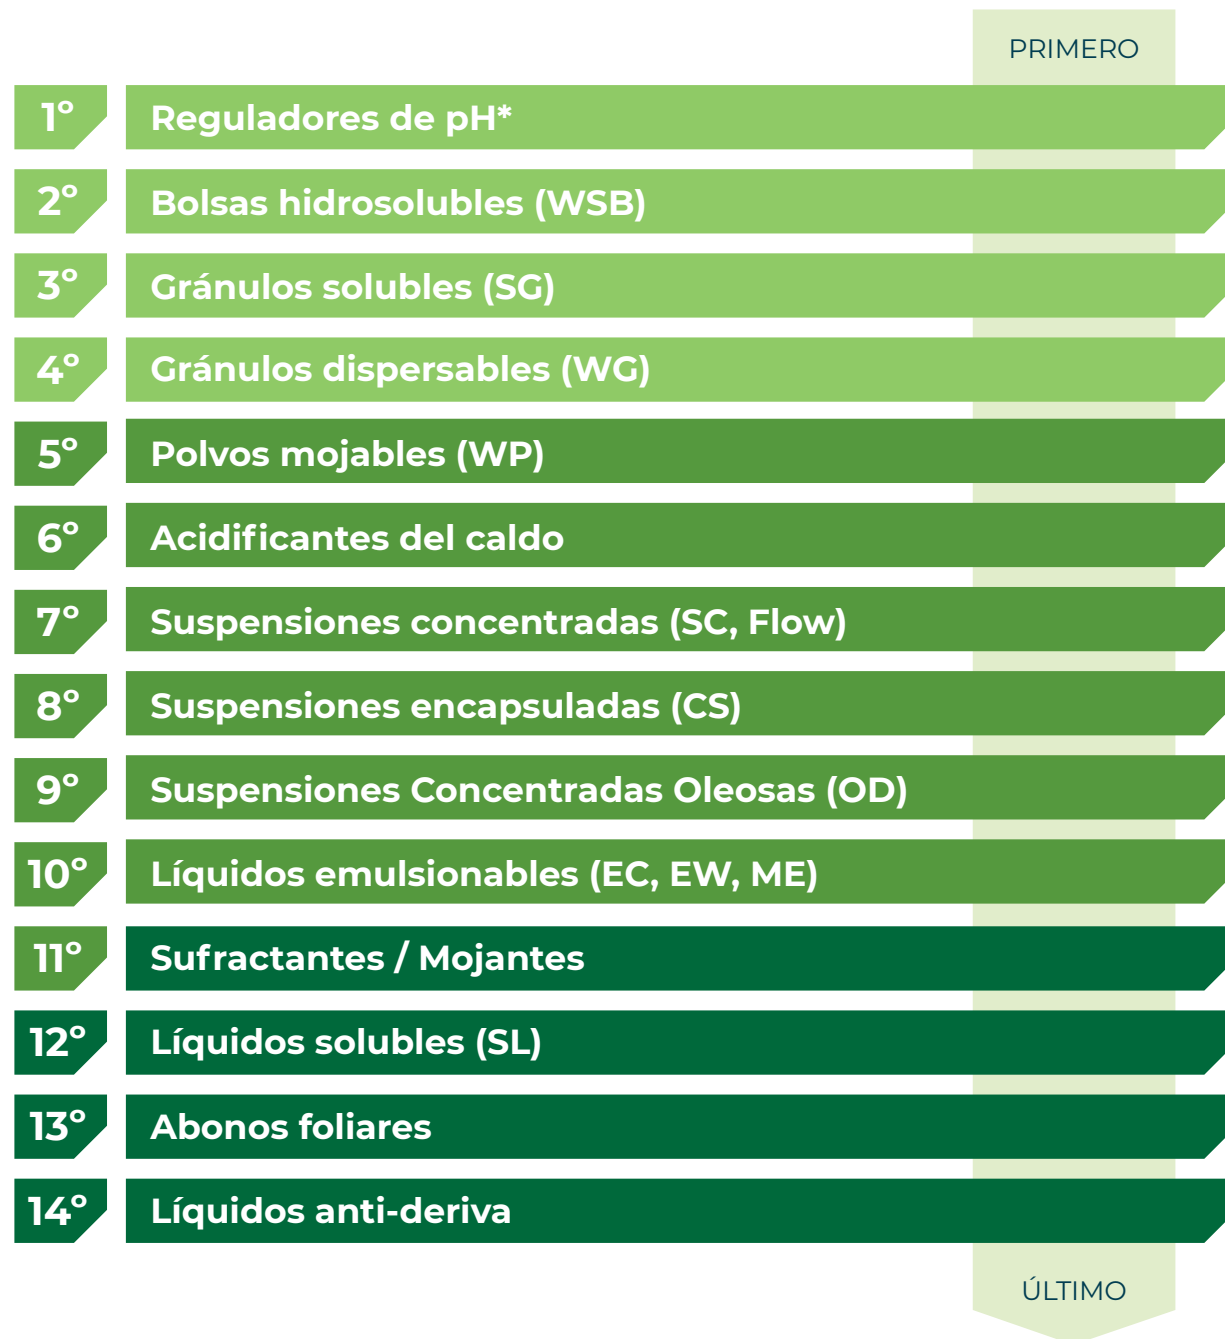 PRIMERO
1º Reguladores de pH*
2º Bolsas hidrosolubles (WSB)
3º Gránulos solubles (SG)
4º Gránulos dispersables (WG)
5º Polvos mojables (WP)
6º Acidificantes del caldo
7º Suspensiones concentradas (SC, Flow)
8º Suspensiones encapsuladas (CS)
9º Suspensiones Concentradas Oleosas (OD)
10º Líquidos emulsionables (EC, EW, ME)
11º Sufractantes / Mojantes
12º Líquidos solubles (SL)
13º Abonos foliares
14º Líquidos anti-deriva
ÚLTIMO